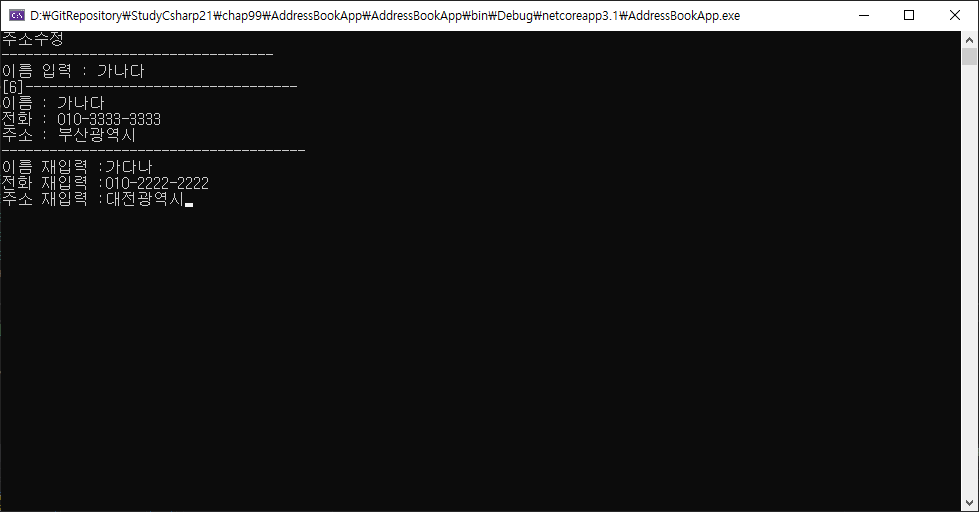 D:\GitRepository\StudyCsharp21\chap99\AddressBookApp\AddressBookApp\bin\Debug\netcoreapp3.1\AddressBookApp.exe
주소수정
----------------------------------
이름 입력 : 가나다
[6]----------------------------------
이름 : 가나다
전화 : 010-3333-3333
주소 : 부산광역시
--------------------------------------
이름 재입력 :가다나
전화 재입력 :010-2222-2222
주소 재입력 :대전광역시